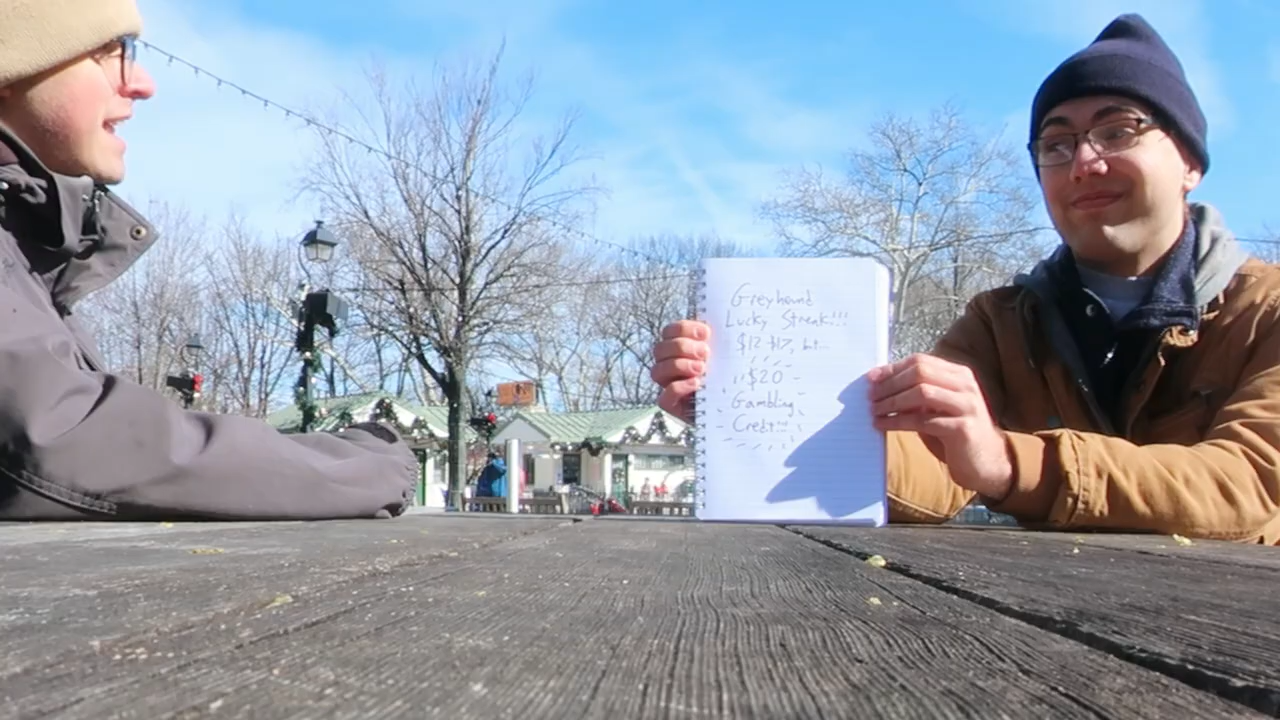 Greyhound
Lucky Streak!!!
$12-$17, but...
$20
Gambling
Credit!!!